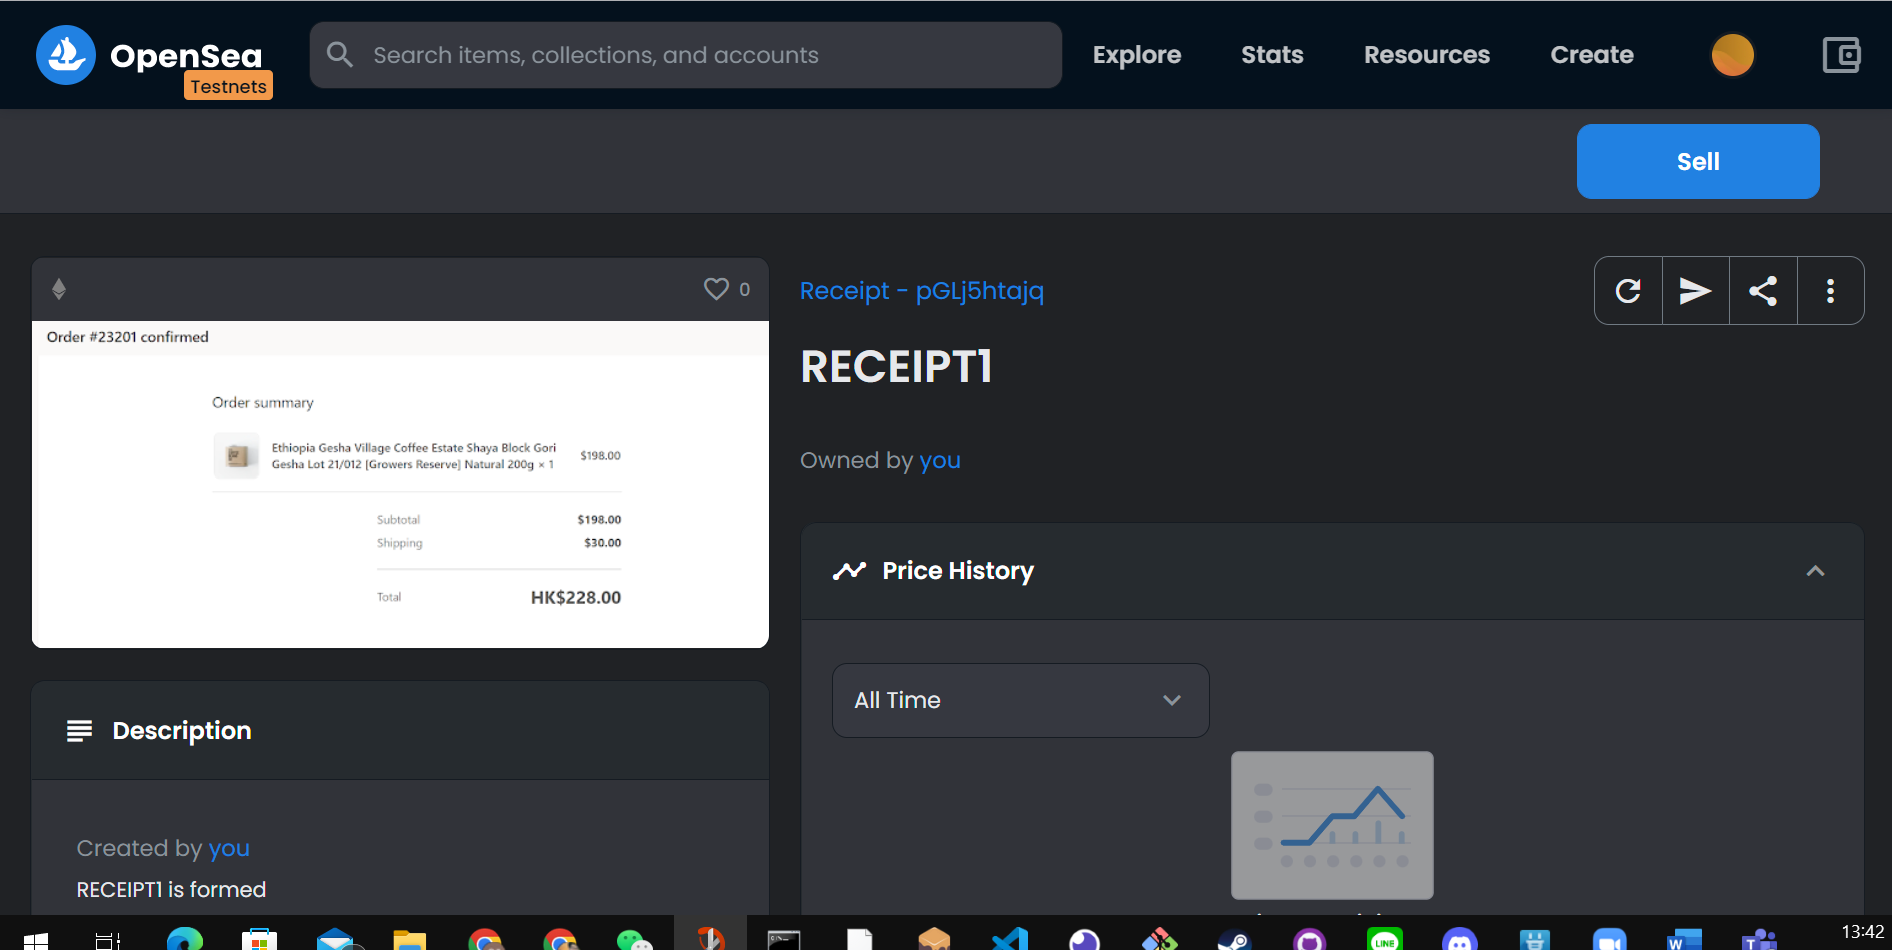 OpenSea
Testnets
Search items, collections, and accounts
Explore
Stats
Resources
Create
Sell
0
Order #23201 confirmed
Order summary
Ethiopia Gesha Village Coffee Estate Shaya Block Gori
Gesha Lot 21/012 [Growers Reserve] Natural 200g × 1
$198.00
Subtotal $198.00
Shipping $30.00
Total HK$228.00
Description
Created by you
RECEIPT1 is formed
Receipt - pGLj5htajq
RECEIPT1
Owned by you
Price History
All Time
LINE
13:42